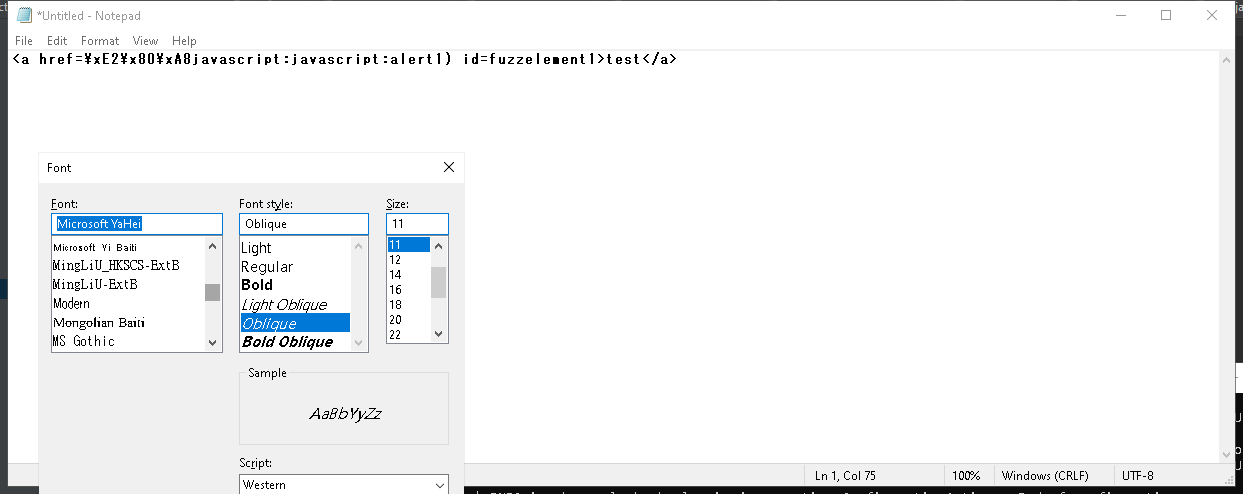 *Untitled - Notepad
File Edit Format View Help
<a href=¥xE2¥x80¥xA8javascript:javascript:alert1) id=fuzzelement1>test</a>
Font
Font: Font style: Size:
Microsoft YaHei Oblique 11
Microsoft Yi Baiti
MingLiU_HKSCS-ExtB
MingLiU-ExtB
Modern
Mongolian Baiti
MS Gothic
Light
Regular
Bold
Light Oblique
Oblique
Bold Oblique
11
12
14
16
18
20
22
Sample
AaBbYyZz
Script:
Western
Ln 1, Col 75 100% Windows (CRLF) UTF-8